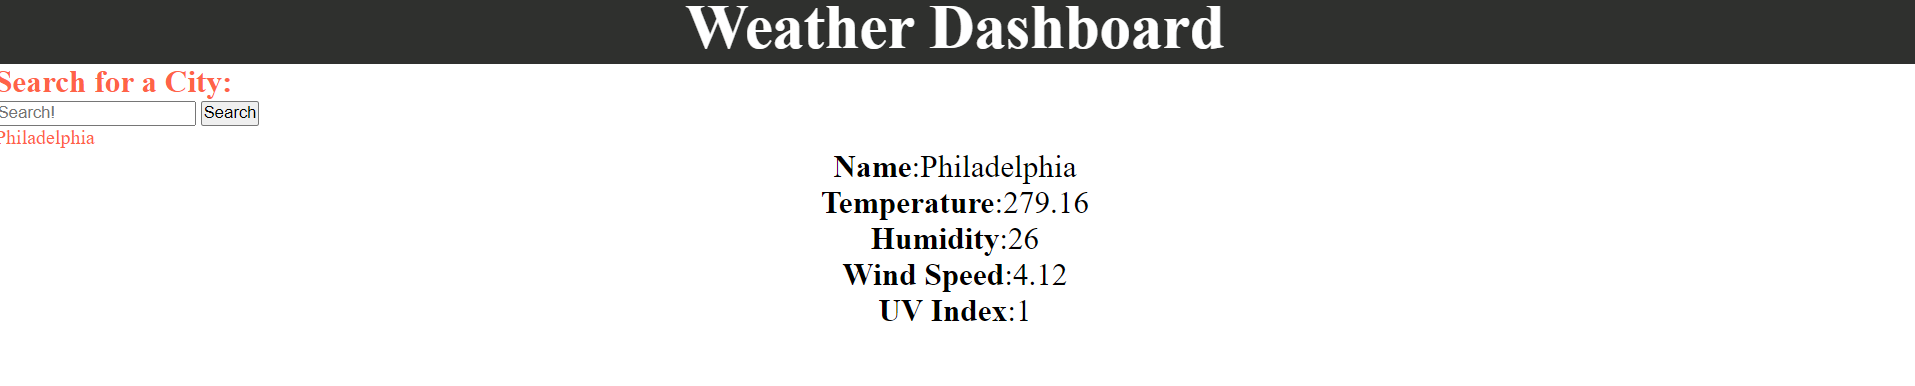 Weather Dashboard
Search for a City:
Search! Search
Philadelphia
Name:Philadelphia
Temperature:279.16
Humidity:26
Wind Speed:4.12
UV Index:1